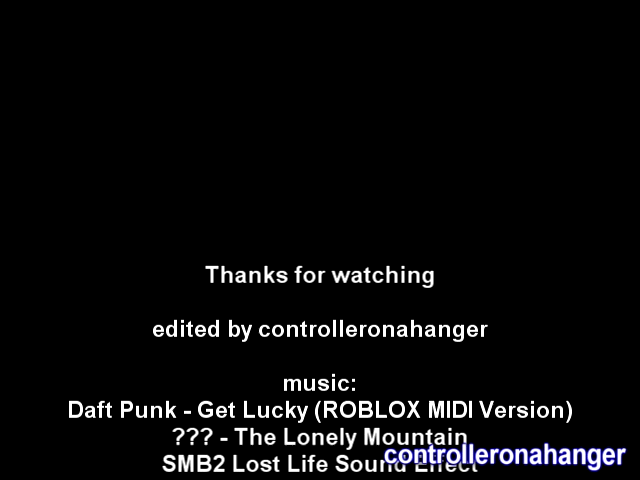 Thanks for watching
edited by controlleronahanger
music:
Daft Punk - Get Lucky (ROBLOX MIDI Version)
??? - The Lonely Mountain
SMB2 Lost Life Sound Effect
controlleronahanger